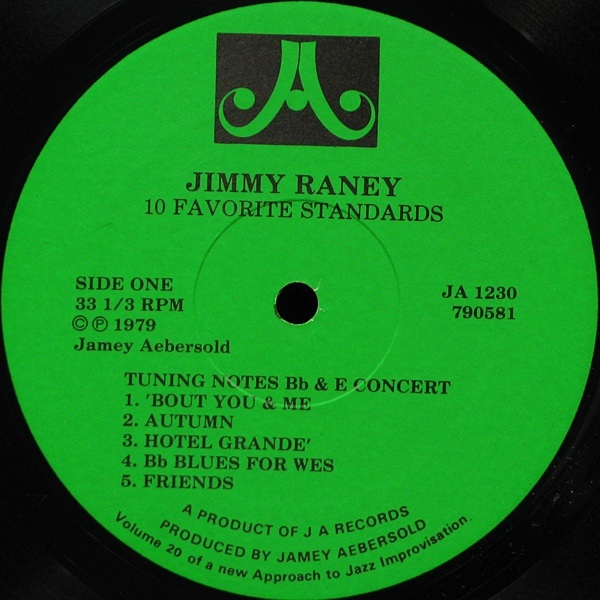 JA
JIMMY RANEY
10 FAVORITE STANDARDS
SIDE ONE
33 1/3 RPM
© ℗ 1979
Jamey Aebersold
JA 1230
790581
TUNING NOTES Bb & E CONCERT
1. 'BOUT YOU & ME
2. AUTUMN
3. HOTEL GRANDE'
4. Bb BLUES FOR WES
5. FRIENDS
A PRODUCT OF J A RECORDS
PRODUCED BY JAMEY AEBERSOLD
Volume 20 of a new Approach to Jazz Improvisation.